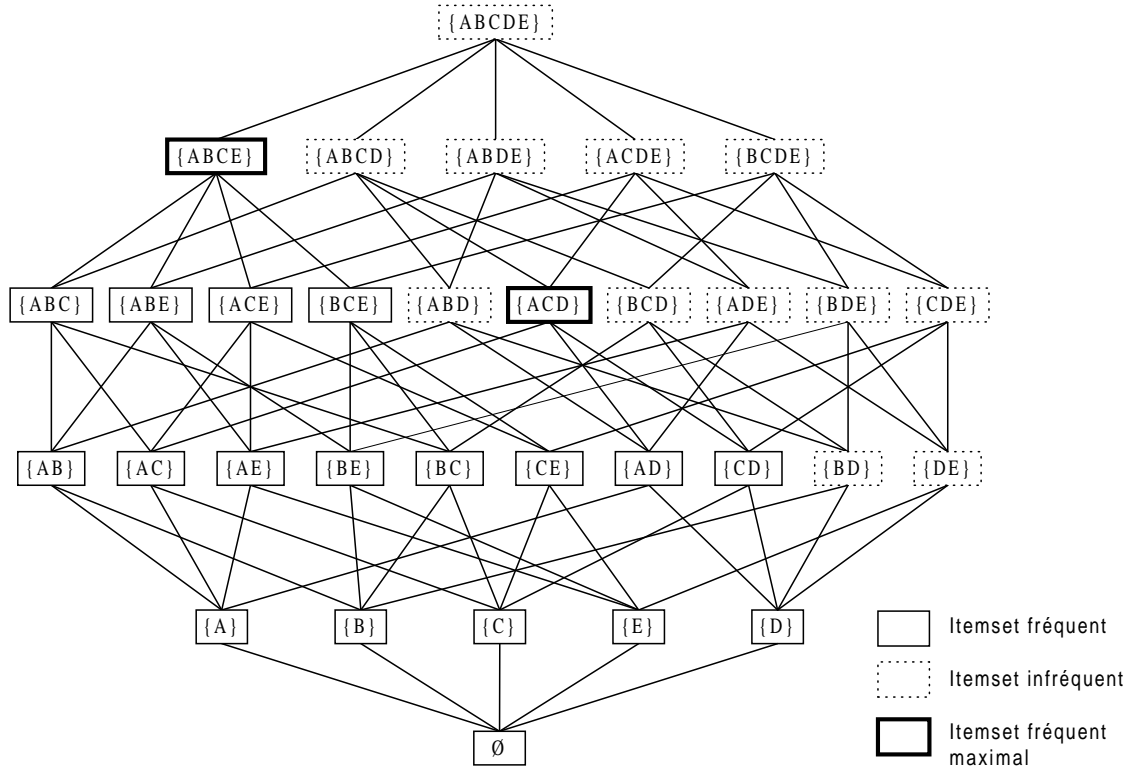 {ABCDE}
{ABCE} {ABCD} {ABDE} {ACDE} {BCDE}
{ABC} {ABE} {ACE} {BCE} {ABD} {ACD} {BCD} {ADE} {BDE} {CDE}
{AB} {AC} {AE} {BE} {BC} {CE} {AD} {CD} {BD} {DE}
{A} {B} {C} {E} {D}
Ø
Itemset fréquent
Itemset infréquent
Itemset fréquent
maximal